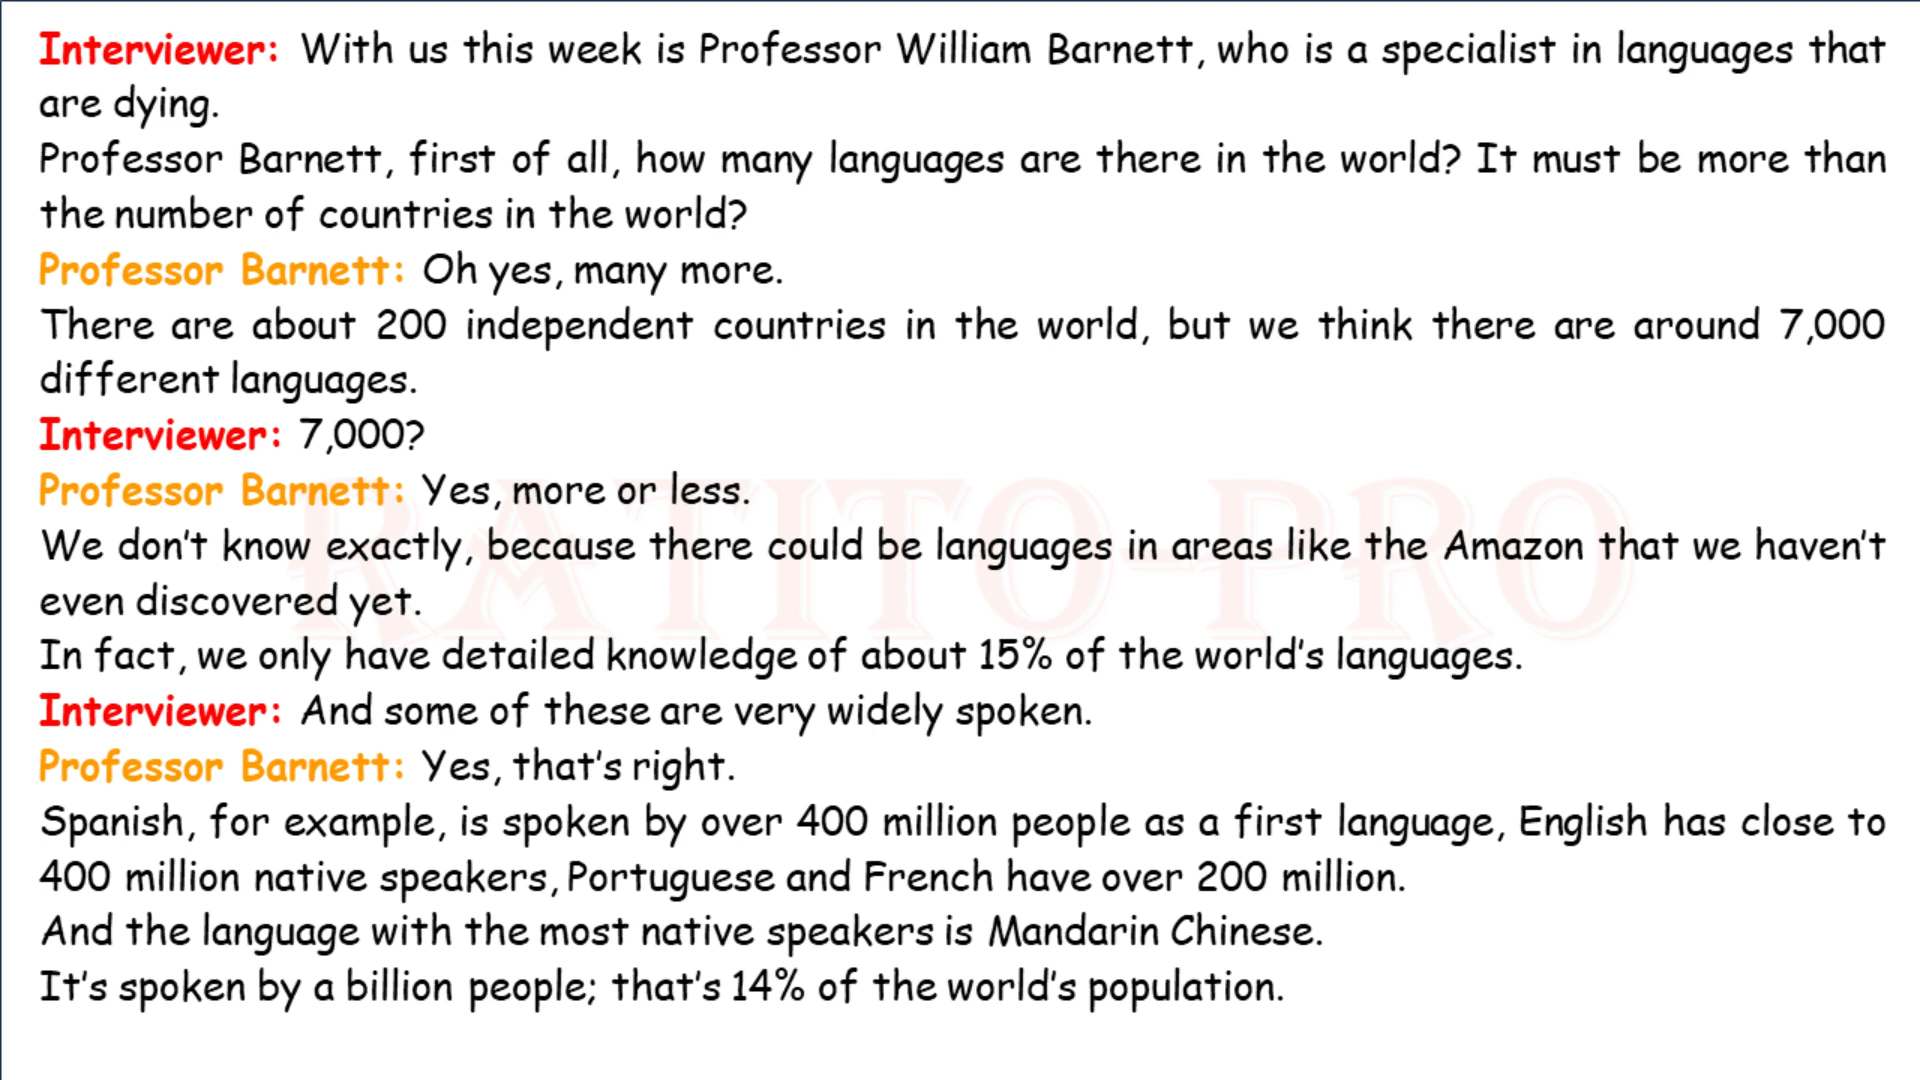 Interviewer: With us this week is Professor William Barnett, who is a specialist in languages that
are dying.
Professor Barnett, first of all, how many languages are there in the world? It must be more than
the number of countries in the world?
Professor Barnett: Oh yes, many more.
There are about 200 independent countries in the world, but we think there are around 7,000
different languages.
Interviewer: 7,000?
Professor Barnett: Yes, more or less.
RATITO-PRO
We don't know exactly, because there could be languages in areas like the Amazon that we haven't
even discovered yet.
In fact, we only have detailed knowledge of about 15% of the world's languages.
Interviewer: And some of these are very widely spoken.
Professor Barnett: Yes, that's right.
Spanish, for example, is spoken by over 400 million people as a first language, English has close to
400 million native speakers, Portuguese and French have over 200 million.
And the language with the most native speakers is Mandarin Chinese.
It's spoken by a billion people; that's 14% of the world's population.